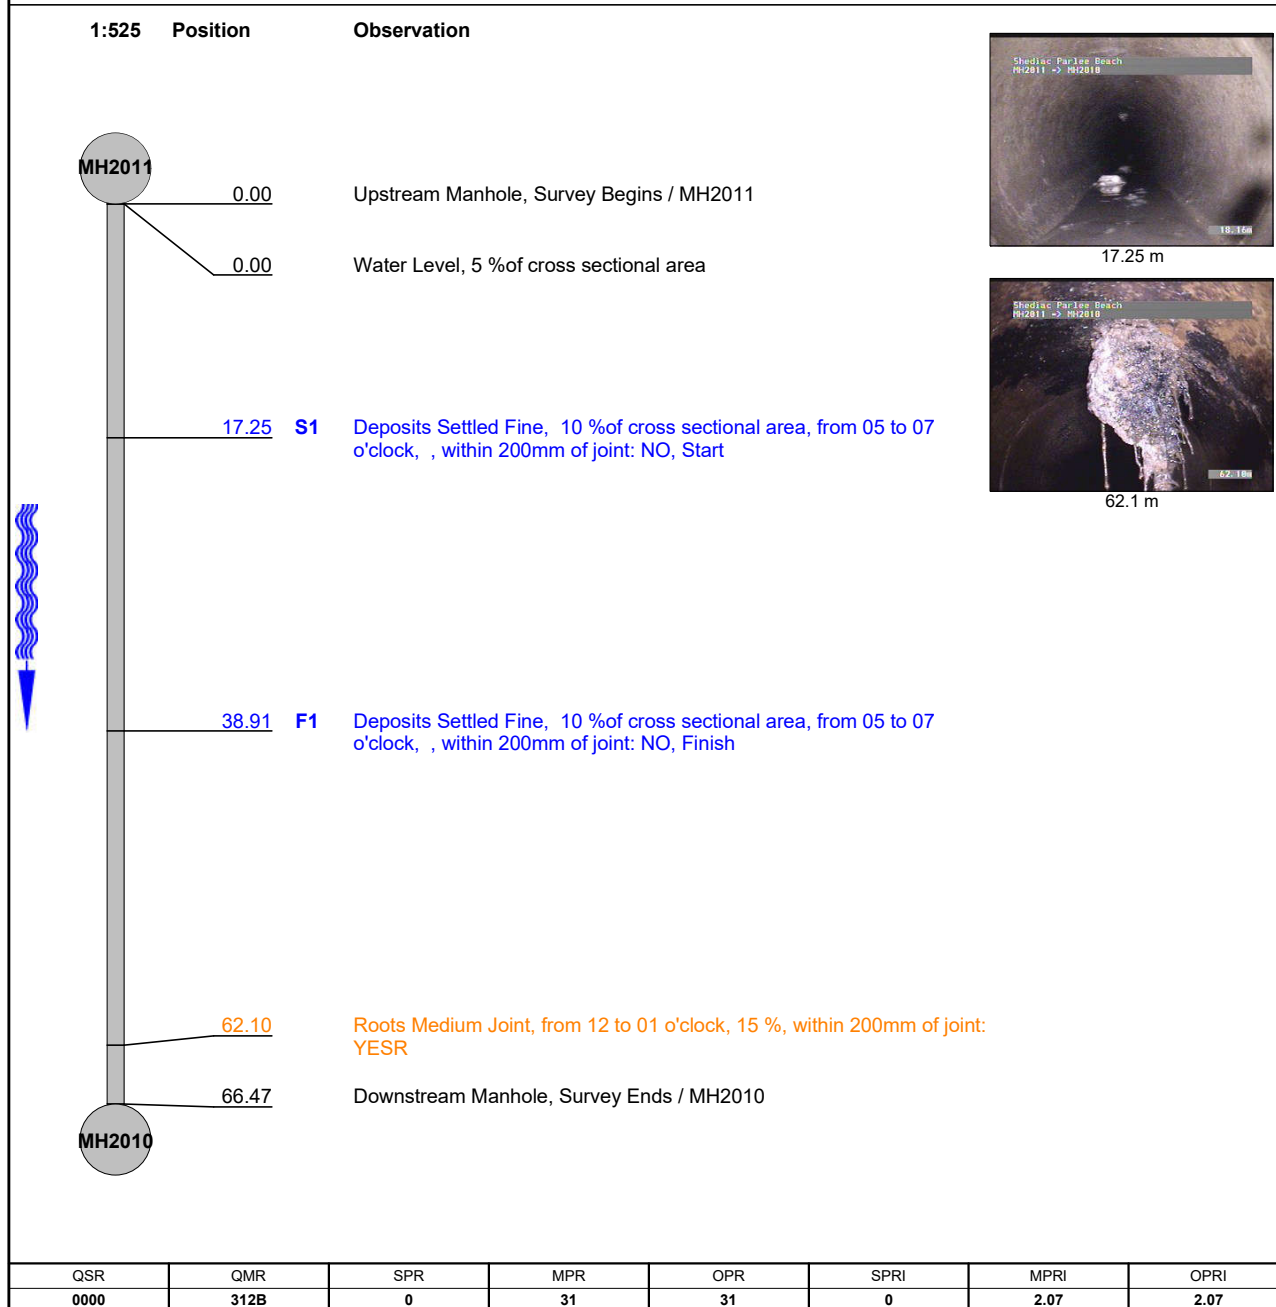 1:525 Position Observation
Shediac Parlee Beach
MH2011 -> MH2010
18.16m
17.25 m
MH2011
0.00 Upstream Manhole, Survey Begins / MH2011
0.00 Water Level, 5 %of cross sectional area
Shediac Parlee Beach
MH2011 -> MH2010
62.10m
62.1 m
17.25 S1 Deposits Settled Fine, 10 %of cross sectional area, from 05 to 07
o'clock, , within 200mm of joint: NO, Start
38.91 F1 Deposits Settled Fine, 10 %of cross sectional area, from 05 to 07
o'clock, , within 200mm of joint: NO, Finish
62.10 Roots Medium Joint, from 12 to 01 o'clock, 15 %, within 200mm of joint:
YESR
66.47 Downstream Manhole, Survey Ends / MH2010
MH2010
QSR QMR SPR MPR OPR SPRI MPRI OPRI
0000 312B 0 31 31 0 2.07 2.07